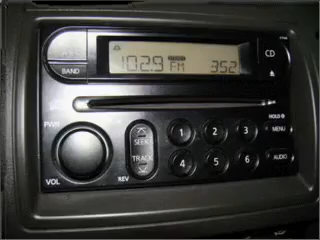 102.9 FM 352
CD
BAND
PWR
HOLD
SEEK
1 2 3 MENU
TRACK
4 5 6 AUDIO
VOL
REV